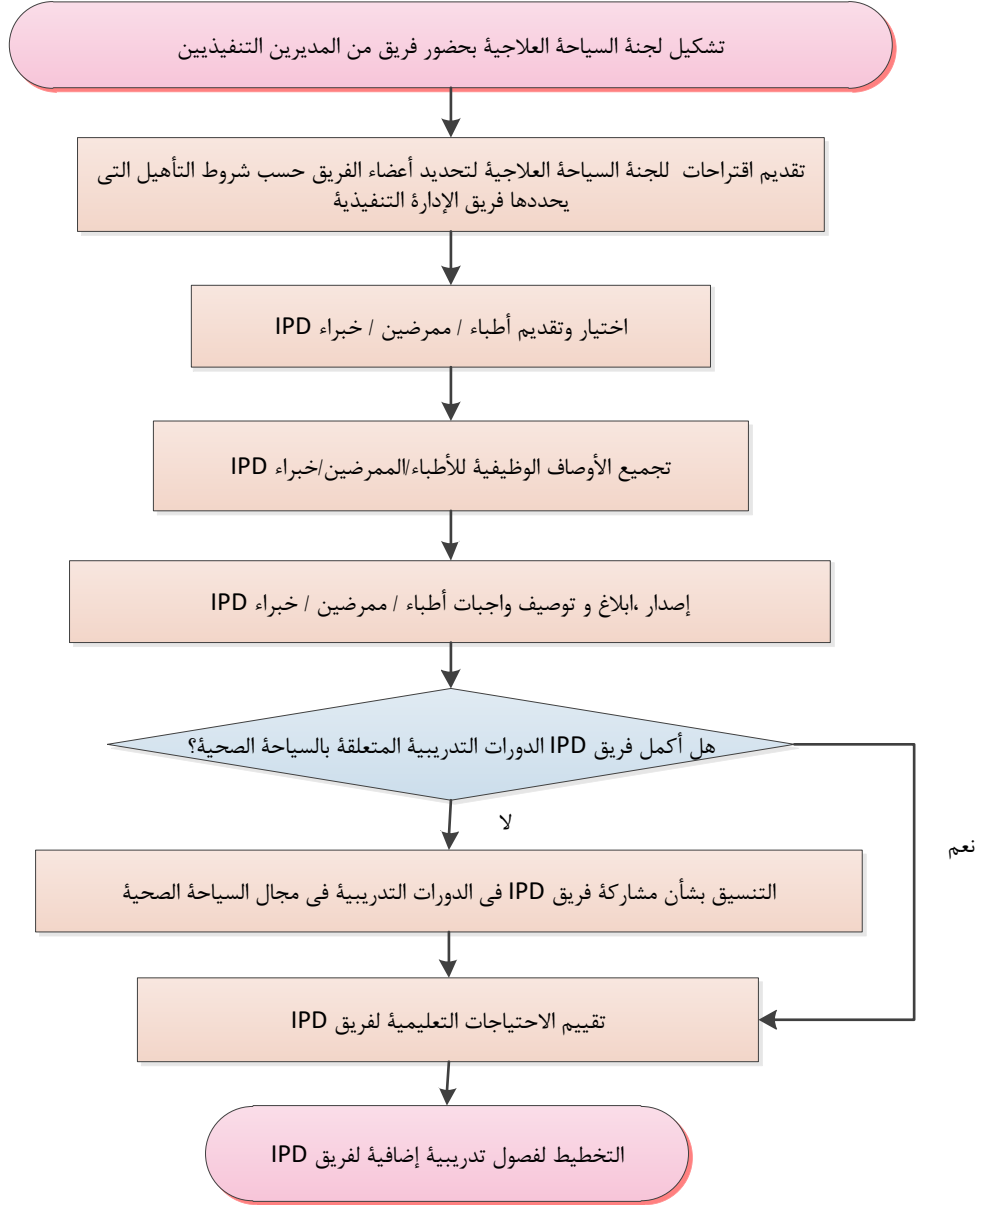 تشكيل لجنة السياحة العلاجية بحضور فريق من المديرين التنفيذيين
تقديم اقتراحات للجنة السياحة العلاجية لتحديد أعضاء الفريق حسب شروط التأهيل التى
يحددها فريق الإدارة التنفيذية
اختيار وتقديم أطباء / ممرضين / خبراء IPD
تجميع الأوصاف الوظيفية للأطباء/الممرضين/خبراء IPD
إصدار ،ابلاغ و توصيف واجبات أطباء / ممرضين / خبراء IPD
هل أكمل فريق IPD الدورات التدريبية المتعلقة بالسياحة الصحية؟
لا
نعم
التنسيق بشأن مشاركة فريق IPD فى الدورات التدريبية فى مجال السياحة الصحية
تقييم الاحتياجات التعليمية لفريق IPD
التخطيط لفصول تدريبية إضافية لفريق IPD